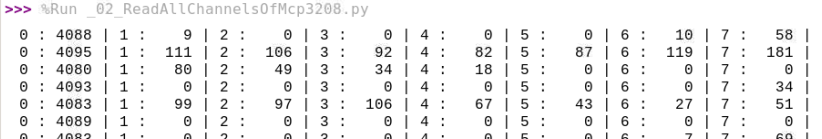 >>> %Run _02_ReadAllChannelsOfMcp3208.py
0 : 4088 | 1 :    9 | 2 :    0 | 3 :    0 | 4 :    0 | 5 :    0 | 6 :   10 | 7 :   58 |
0 : 4095 | 1 :  111 | 2 :  106 | 3 :   92 | 4 :   82 | 5 :   87 | 6 :  119 | 7 :  181 |
0 : 4080 | 1 :   80 | 2 :   49 | 3 :   34 | 4 :   18 | 5 :    0 | 6 :    0 | 7 :    0 |
0 : 4093 | 1 :    0 | 2 :    0 | 3 :    0 | 4 :    0 | 5 :    0 | 6 :    0 | 7 :   34 |
0 : 4083 | 1 :   99 | 2 :   97 | 3 :  106 | 4 :   67 | 5 :   43 | 6 :   27 | 7 :   51 |
0 : 4089 | 1 :    0 | 2 :    0 | 3 :    0 | 4 :    0 | 5 :    0 | 6 :    0 | 7 :    0 |
0 : 4083 | 1 :    0 | 2 :    0 | 3 :    0 | 4 :    0 | 5 :    0 | 6 :    7 | 7 :   69 |